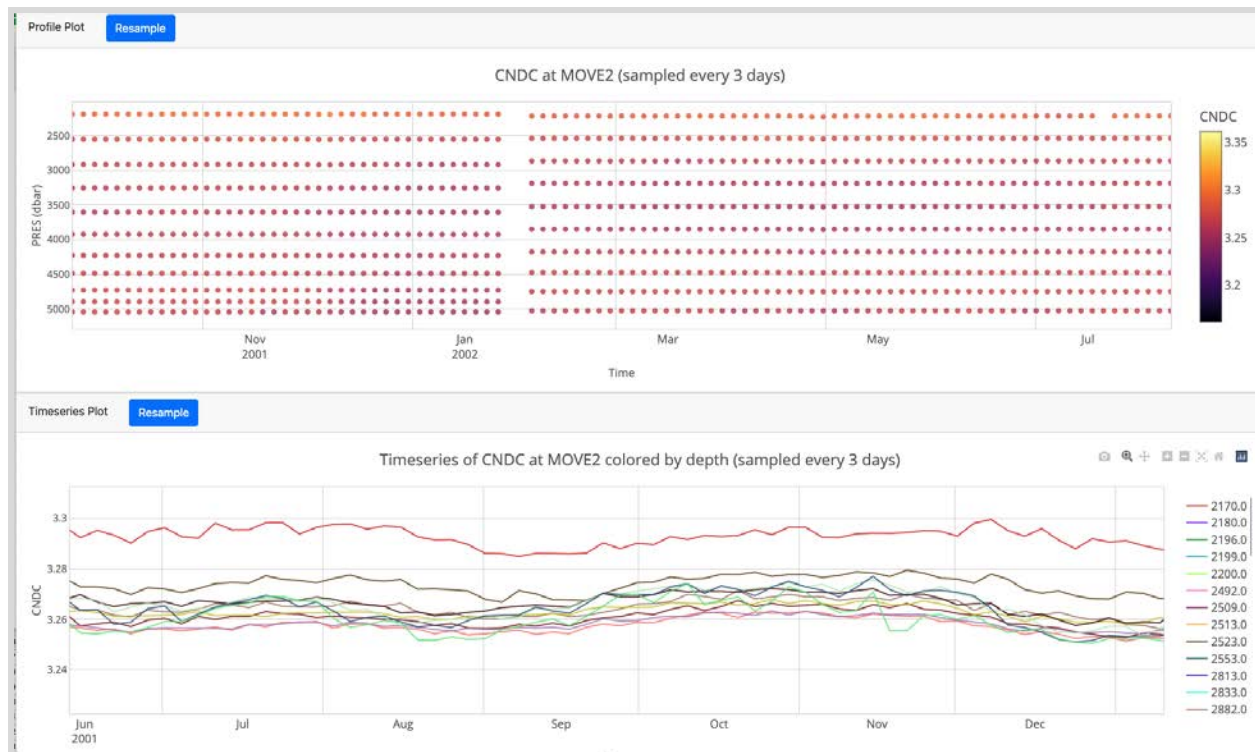 Profile Plot Resample
CNDC at MOVE2 (sampled every 3 days)
CNDC
3.35
3.3
3.25
3.2
PRES (dbar)
2500
3000
3500
4000
4500
5000
Nov Jan Mar May Jul
2001 2002
Time
Timeseries Plot Resample
Timeseries of CNDC at MOVE2 colored by depth (sampled every 3 days)
CNDC
3.3
3.28
3.26
3.24
Jun Jul Aug Sep Oct Nov Dec
2001
2170.0
2180.0
2196.0
2199.0
2200.0
2492.0
2509.0
2513.0
2523.0
2553.0
2813.0
2833.0
2882.0